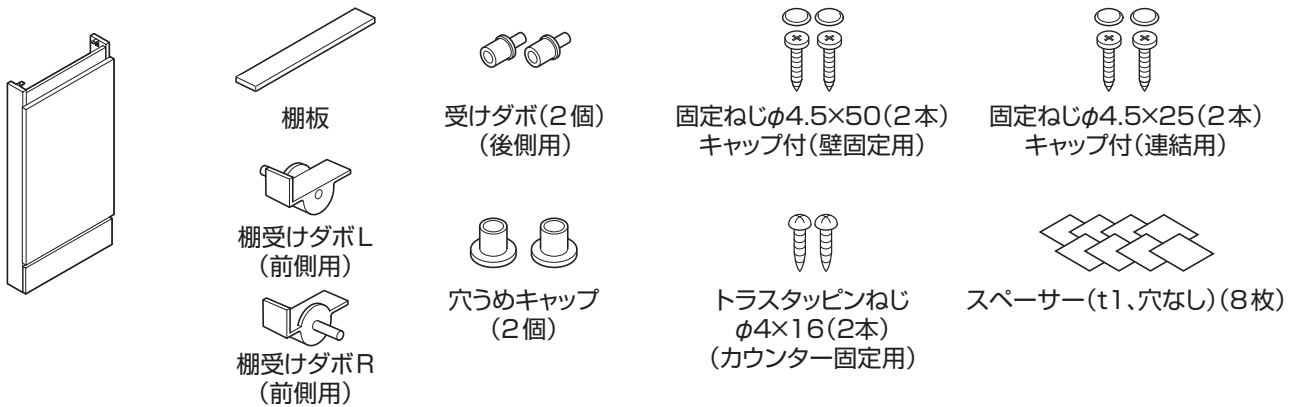 棚板
受けダボ(2個)
(後側用)
固定ねじφ4.5×50(2本)
キャップ付(壁固定用)
固定ねじφ4.5×25(2本)
キャップ付(連結用)
棚受けダボL
(前側用)
穴うめキャップ
(2個)
トラスタッピンねじ
φ4×16(2本)
(カウンター固定用)
スペーサー(t1、穴なし)(8枚)
棚受けダボR
(前側用)